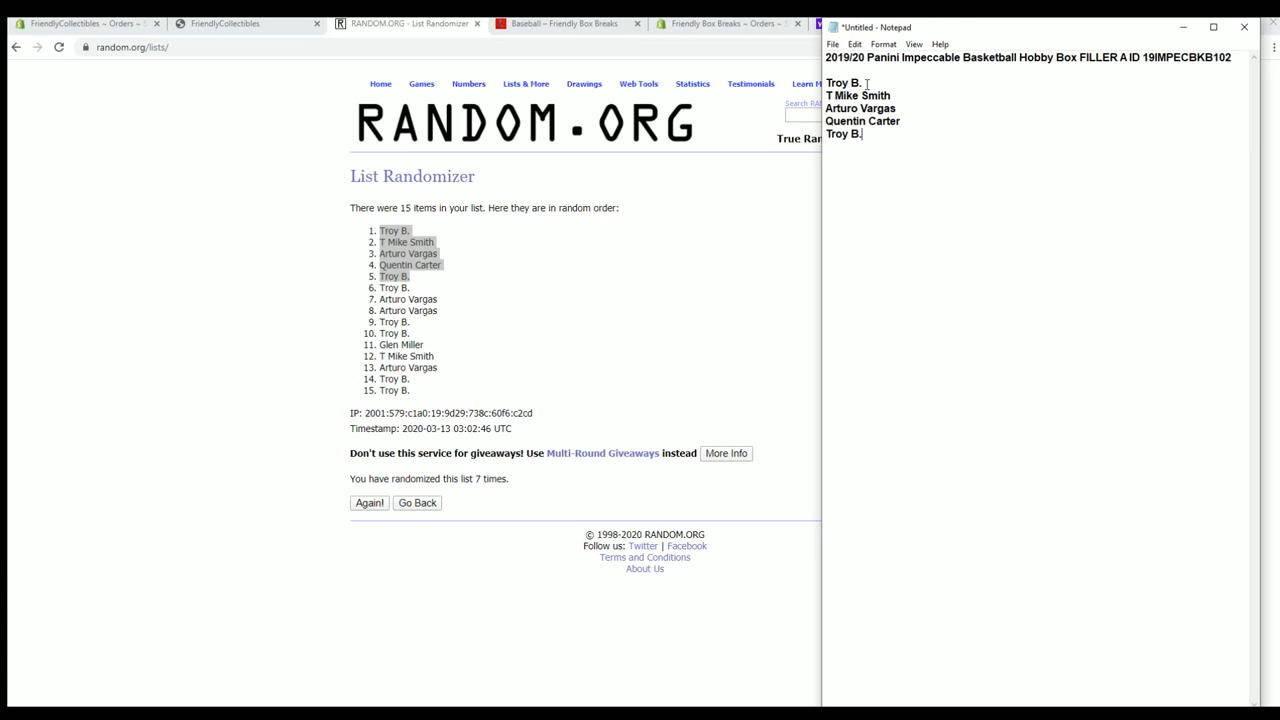 FriendlyCollectibles ~ Orders ~ S
FriendlyCollectibles
RANDOM.ORG - List Randomizer
Baseball – Friendly Box Breaks
Friendly Box Breaks ~ Orders ~ S
random.org/lists/
Home Games Numbers Lists & More Drawings Web Tools Statistics Testimonials Learn M
Search RAN
RANDOM.ORG
True Ran
List Randomizer
There were 15 items in your list. Here they are in random order:
1. Troy B.
2. T Mike Smith
3. Arturo Vargas
4. Quentin Carter
5. Troy B.
6. Troy B.
7. Arturo Vargas
8. Arturo Vargas
9. Troy B.
10. Troy B.
11. Glen Miller
12. T Mike Smith
13. Arturo Vargas
14. Troy B.
15. Troy B.
IP: 2001:579:c1a0:19:9d29:738c:60f6:c2cd
Timestamp: 2020-03-13 03:02:46 UTC
Don't use this service for giveaways! Use Multi-Round Giveaways instead More Info
You have randomized this list 7 times.
Again! Go Back
© 1998-2020 RANDOM.ORG
Follow us: Twitter | Facebook
Terms and Conditions
About Us
*Untitled - Notepad
File Edit Format View Help
2019/20 Panini Impeccable Basketball Hobby Box FILLER A ID 19IMPECBKB102
Troy B.
T Mike Smith
Arturo Vargas
Quentin Carter
Troy B.